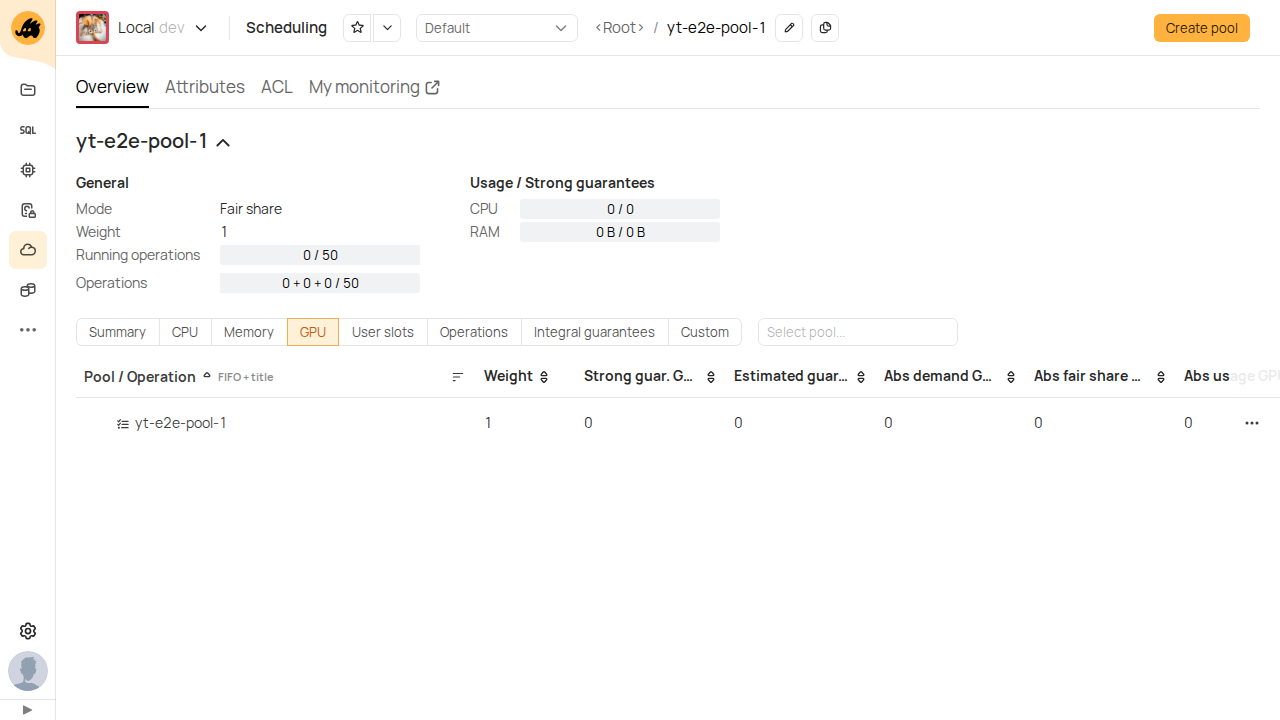 Local dev Scheduling Default <Root> / yt-e2e-pool-1 Create pool
Overview Attributes ACL My monitoring
SQL
yt-e2e-pool-1
General
Mode Fair share
Weight 1
Running operations 0 / 50
Operations 0 + 0 + 0 / 50
Usage / Strong guarantees
CPU 0 / 0
RAM 0 B / 0 B
Summary CPU Memory GPU User slots Operations Integral guarantees Custom Select pool...
Pool / Operation FIFO + title Weight Strong guar. G... Estimated guar... Abs demand G... Abs fair share ... Abs usage GPU
yt-e2e-pool-1 1 0 0 0 0 0